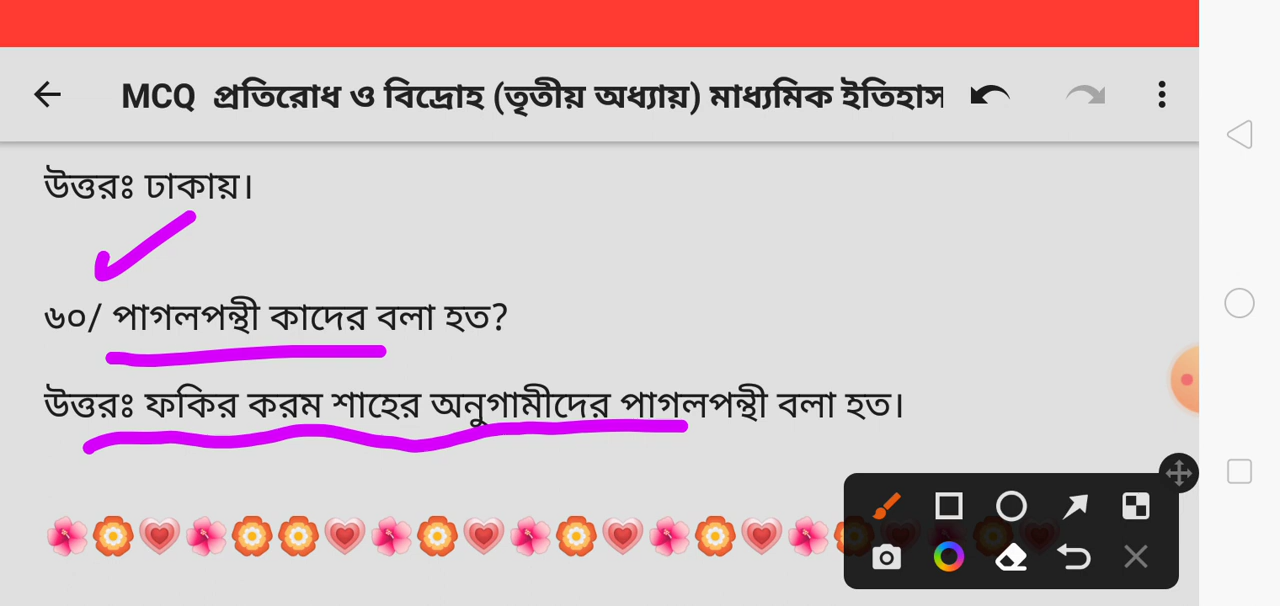 MCQ প্রতিরোধ ও বিদ্রোহ (তৃতীয় অধ্যায়) মাধ্যমিক ইতিহাস
উত্তরঃ ঢাকায়।
৬০/ পাগলপন্থী কাদের বলা হত?
উত্তরঃ ফকির করম শাহের অনুগামীদের পাগলপন্থী বলা হত।